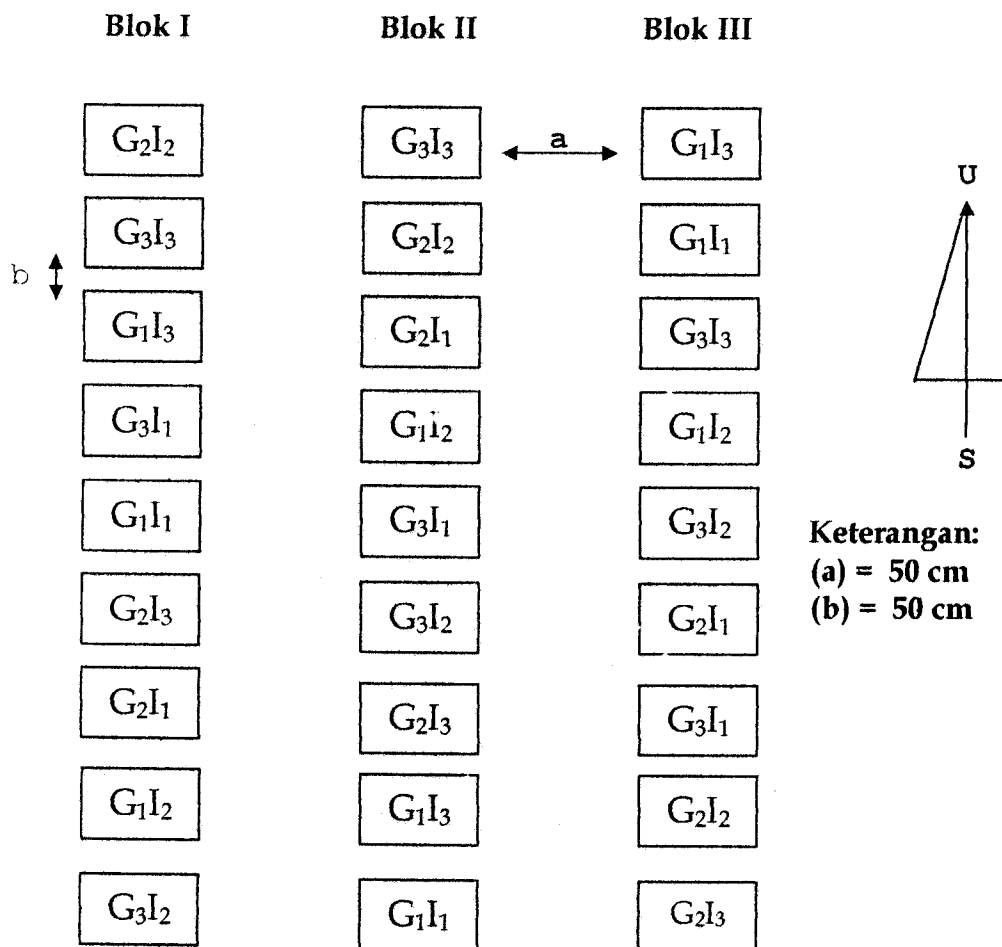 Blok I Blok II Blok III
G₂I₂ G₃I₃ a G₁I₃
U
G₃I₃ G₂I₂ G₁I₁
b
G₁I₃ G₂I₁ G₃I₃
G₃I₁ G₁I₂ G₁I₂
S
G₁I₁ G₃I₁ G₃I₂
Keterangan:
(a) = 50 cm
(b) = 50 cm
G₂I₃ G₃I₂ G₂I₁
G₂I₁ G₂I₃ G₃I₁
G₁I₂ G₁I₃ G₂I₂
G₃I₂ G₁I₁ G₂I₃